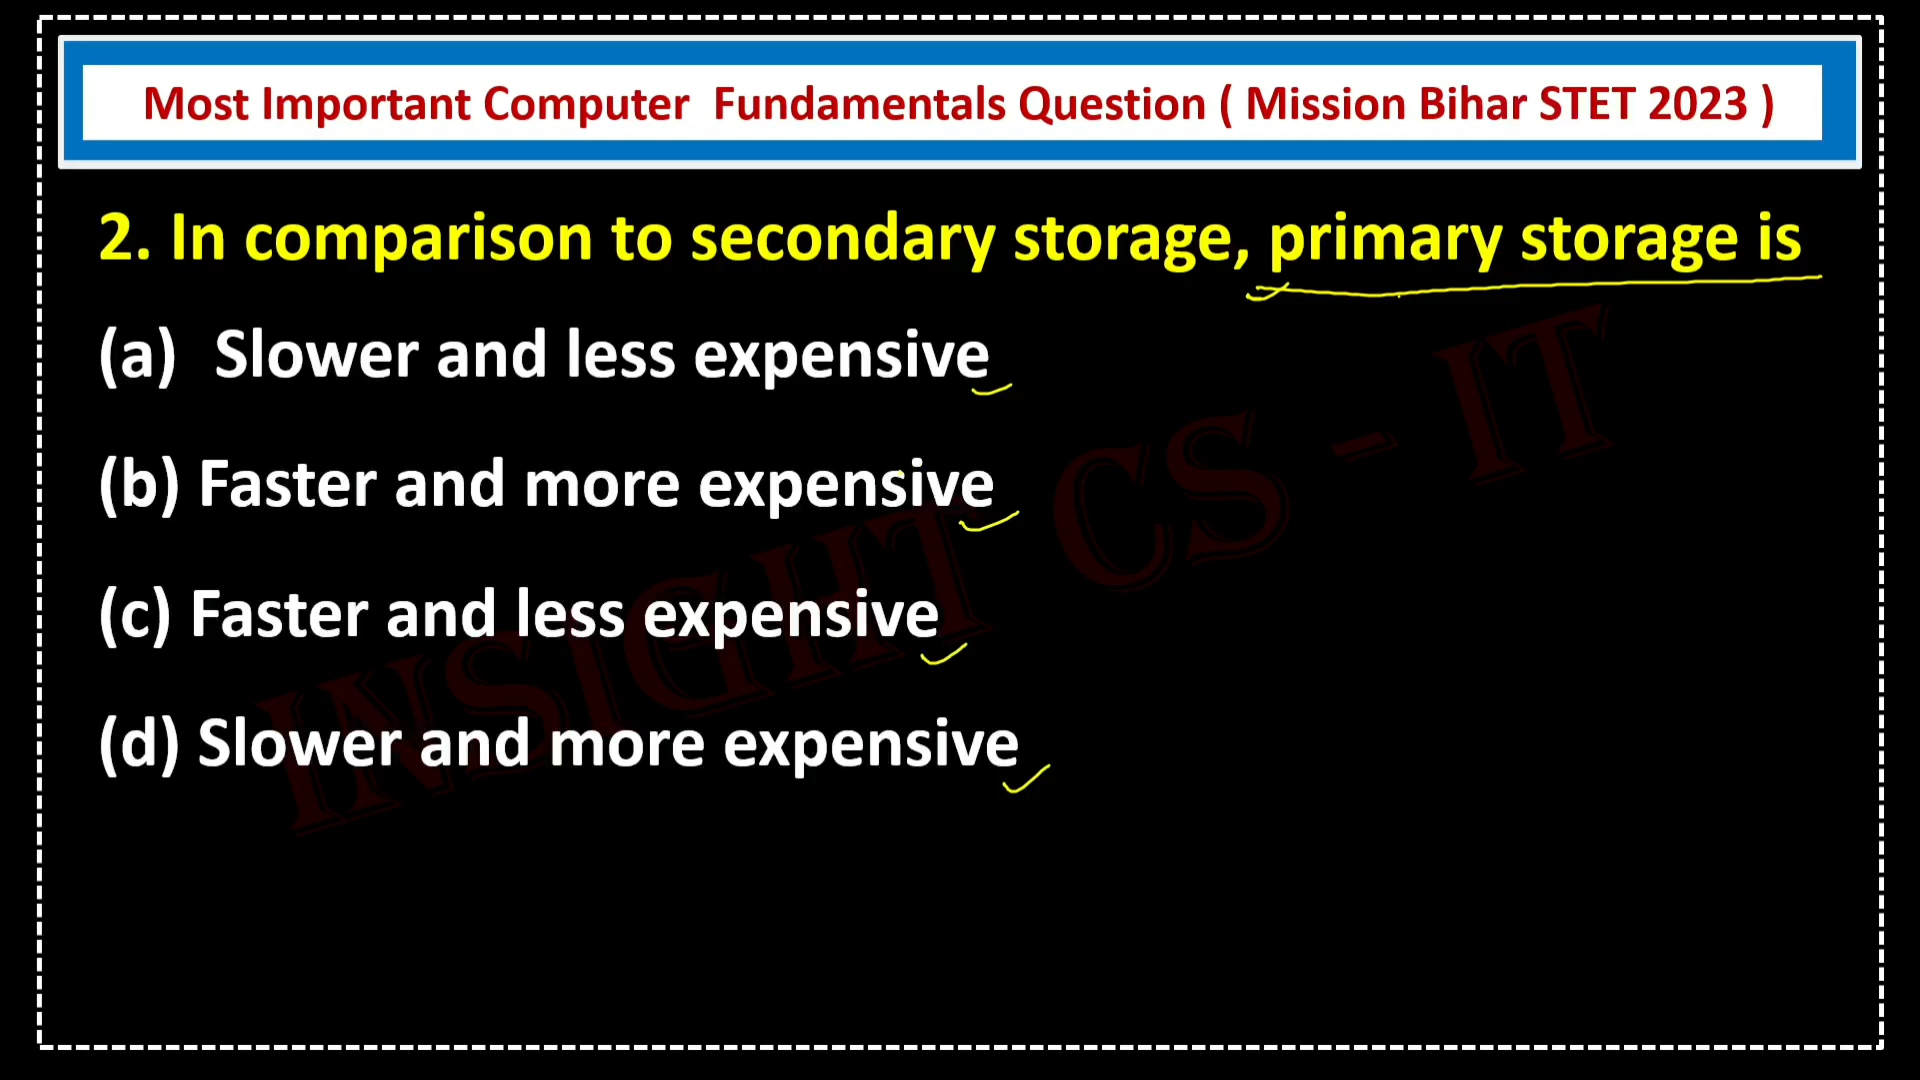 Most Important Computer Fundamentals Question ( Mission Bihar STET 2023 )
2. In comparison to secondary storage, primary storage is
(a) Slower and less expensive
(b) Faster and more expensive
(c) Faster and less expensive
(d) Slower and more expensive
INSIGHT CS - IT